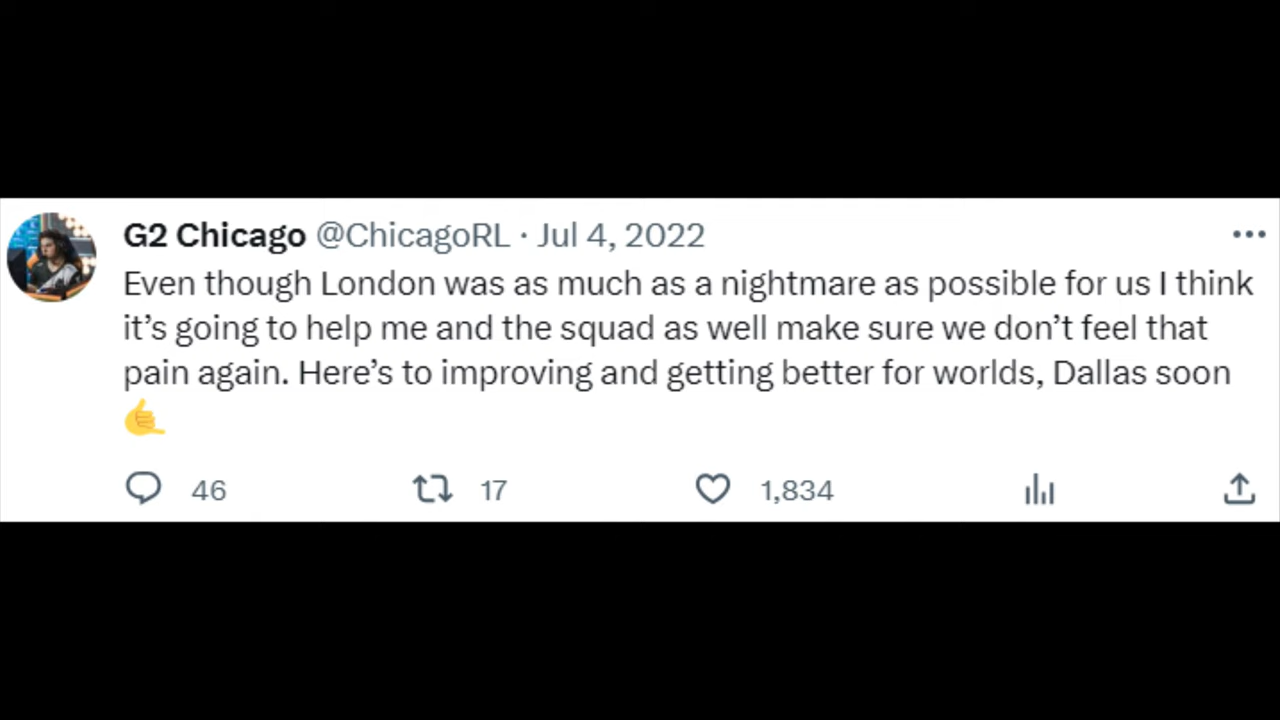 G2 Chicago @ChicagoRL · Jul 4, 2022
Even though London was as much as a nightmare as possible for us I think
it’s going to help me and the squad as well make sure we don’t feel that
pain again. Here’s to improving and getting better for worlds, Dallas soon
🤙
46 17 1,834